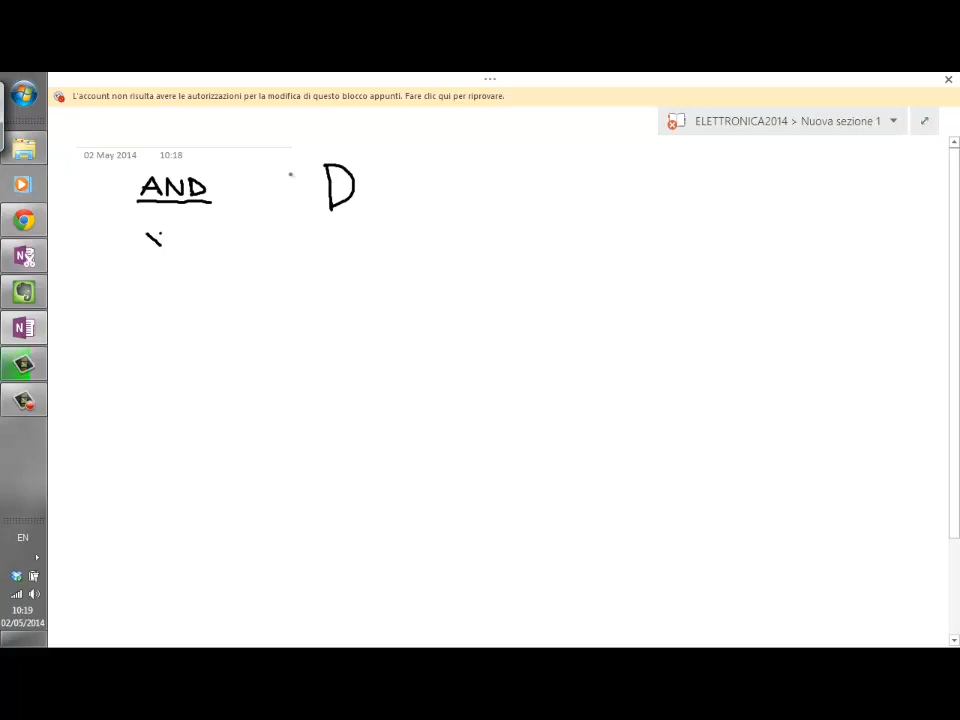 L'account non risulta avere le autorizzazioni per la modifica di questo blocco appunti. Fare clic qui per riprovare.
ELETTRONICA2014 > Nuova sezione 1
02 May 2014 10:18
AND D
EN
10:19
02/05/2014